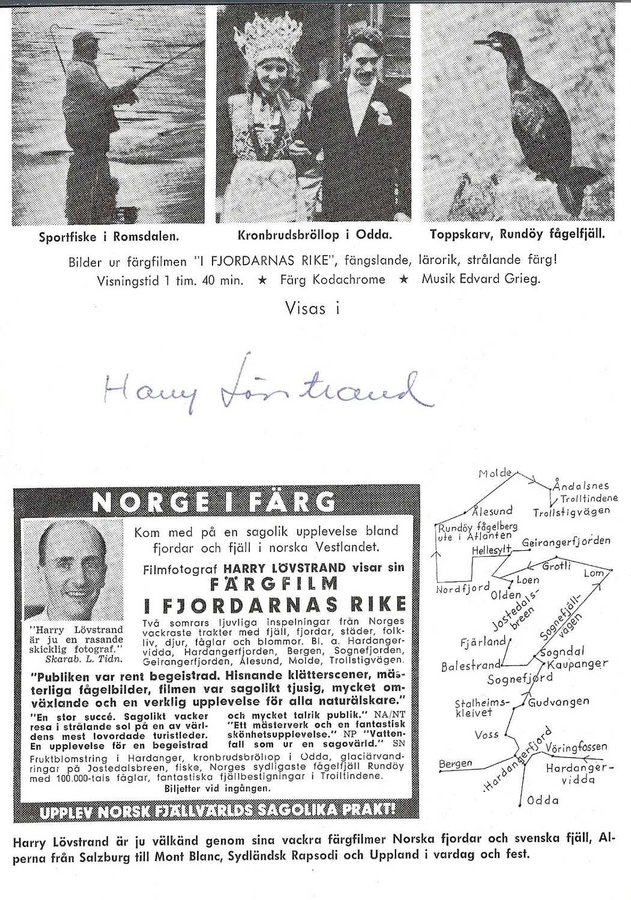 Sportfiske i Romsdalen.
Kronbrudsbröllop i Odda.
Toppskarv, Rundöy fågelfjäll.
Bilder ur färgfilmen "I FJORDARNAS RIKE", fängslande, lärorik, strålande färg!
Visningstid 1 tim. 40 min. ★ Färg Kodachrome ★ Musik Edvard Grieg.
Visas i
Harry Lövstrand
NORGE I FÄRG
Kom med på en sagolik upplevelse bland
fjordar och fjäll i norska Vestlandet.
Filmfotograf HARRY LÖVSTRAND visar sin
FÄRGFILM
I FJORDARNAS RIKE
Två somrars ljuvliga inspelningar från Norges
vackraste trakter med fjäll, fjordar, städer, folk-
liv, djur, fåglar och blommor. Bl. a. Hardanger-
vidda, Hardangerfjorden, Bergen, Sognefjorden,
Geirangerfjorden, Ålesund, Molde, Trollstigvägen.
"Harry Lövstrand
är ju en rasande
skicklig fotograf."
Skarab. L. Tidn.
"Publiken var rent begeistrad. Hisnande klätterscener, mäs-
terliga fågelbilder, filmen var sagolikt tjusig, mycket om-
växlande och en verklig upplevelse för alla naturälskare."
"En stor succé. Sagolikt vacker
resa i strålande sol på en av värl-
dens mest lovordade turistleder.
En upplevelse för en begeistrad
och mycket talrik publik." NA/NT
"Ett mästerverk och en fantastisk
skönhetsupplevelse." NP "Vatten-
fall som ur en sagovärld." SN
Fruktblomstring i Hardanger, kronbrudsbröllop i Odda, glaciärvand-
ringar på Jostedalsbreen, fiske, Norges sydligaste fågelfjäll Rundöy
med 100.000-tals fåglar, fantastiska fjällbestigningar i Trolltindene.
Biljetter vid ingången.
UPPLEV NORSK FJÄLLVÄRLDS SAGOLIKA PRAKT!
Molde
Åndalsnes
Trolltindene
Trollstigvägen
Ålesund
Rundöy fågelberg
ute i Atlanten
Geirangerfjorden
Hellesylt
Grotli
Lom
Nordfjord
Loen
Olden
Jostedals-
breen
Sognefjäll-
vägen
Fjärland
Sogndal
Balestrand
Kaupanger
Sognefjord
Stalheims-
kleivet
Gudvangen
Voss
Vöringfossen
Bergen
Hardangerfjord
Hardanger-
vidda
Odda
Harry Lövstrand är ju välkänd genom sina vackra färgfilmer Norska fjordar och svenska fjäll, Al-
perna från Salzburg till Mont Blanc, Sydländsk Rapsodi och Uppland i vardag och fest.